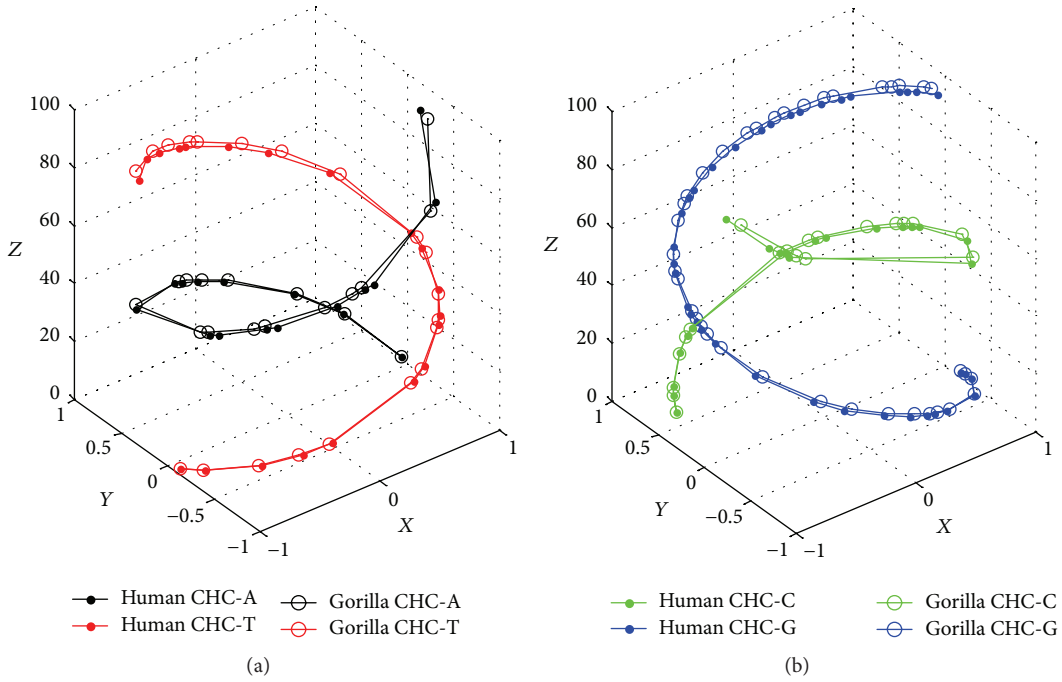 100
80
60
40
20
0
Z
1
0.5
0
−0.5
−1
Y
−1
0
1
X
Human CHC-A
Human CHC-T
Gorilla CHC-A
Gorilla CHC-T
(a)
100
80
60
40
20
0
Z
1
0.5
0
−0.5
−1
Y
−1
0
1
X
Human CHC-C
Human CHC-G
Gorilla CHC-C
Gorilla CHC-G
(b)